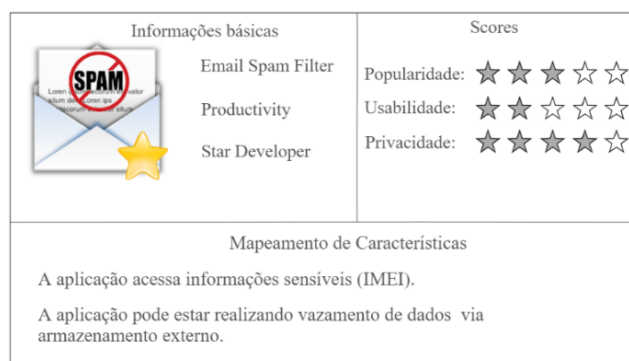 Informações básicas
SPAM
Email Spam Filter
Productivity
Star Developer
Scores
Popularidade:
Usabilidade:
Privacidade:
Mapeamento de Características
A aplicação acessa informações sensíveis (IMEI).
A aplicação pode estar realizando vazamento de dados via
armazenamento externo.